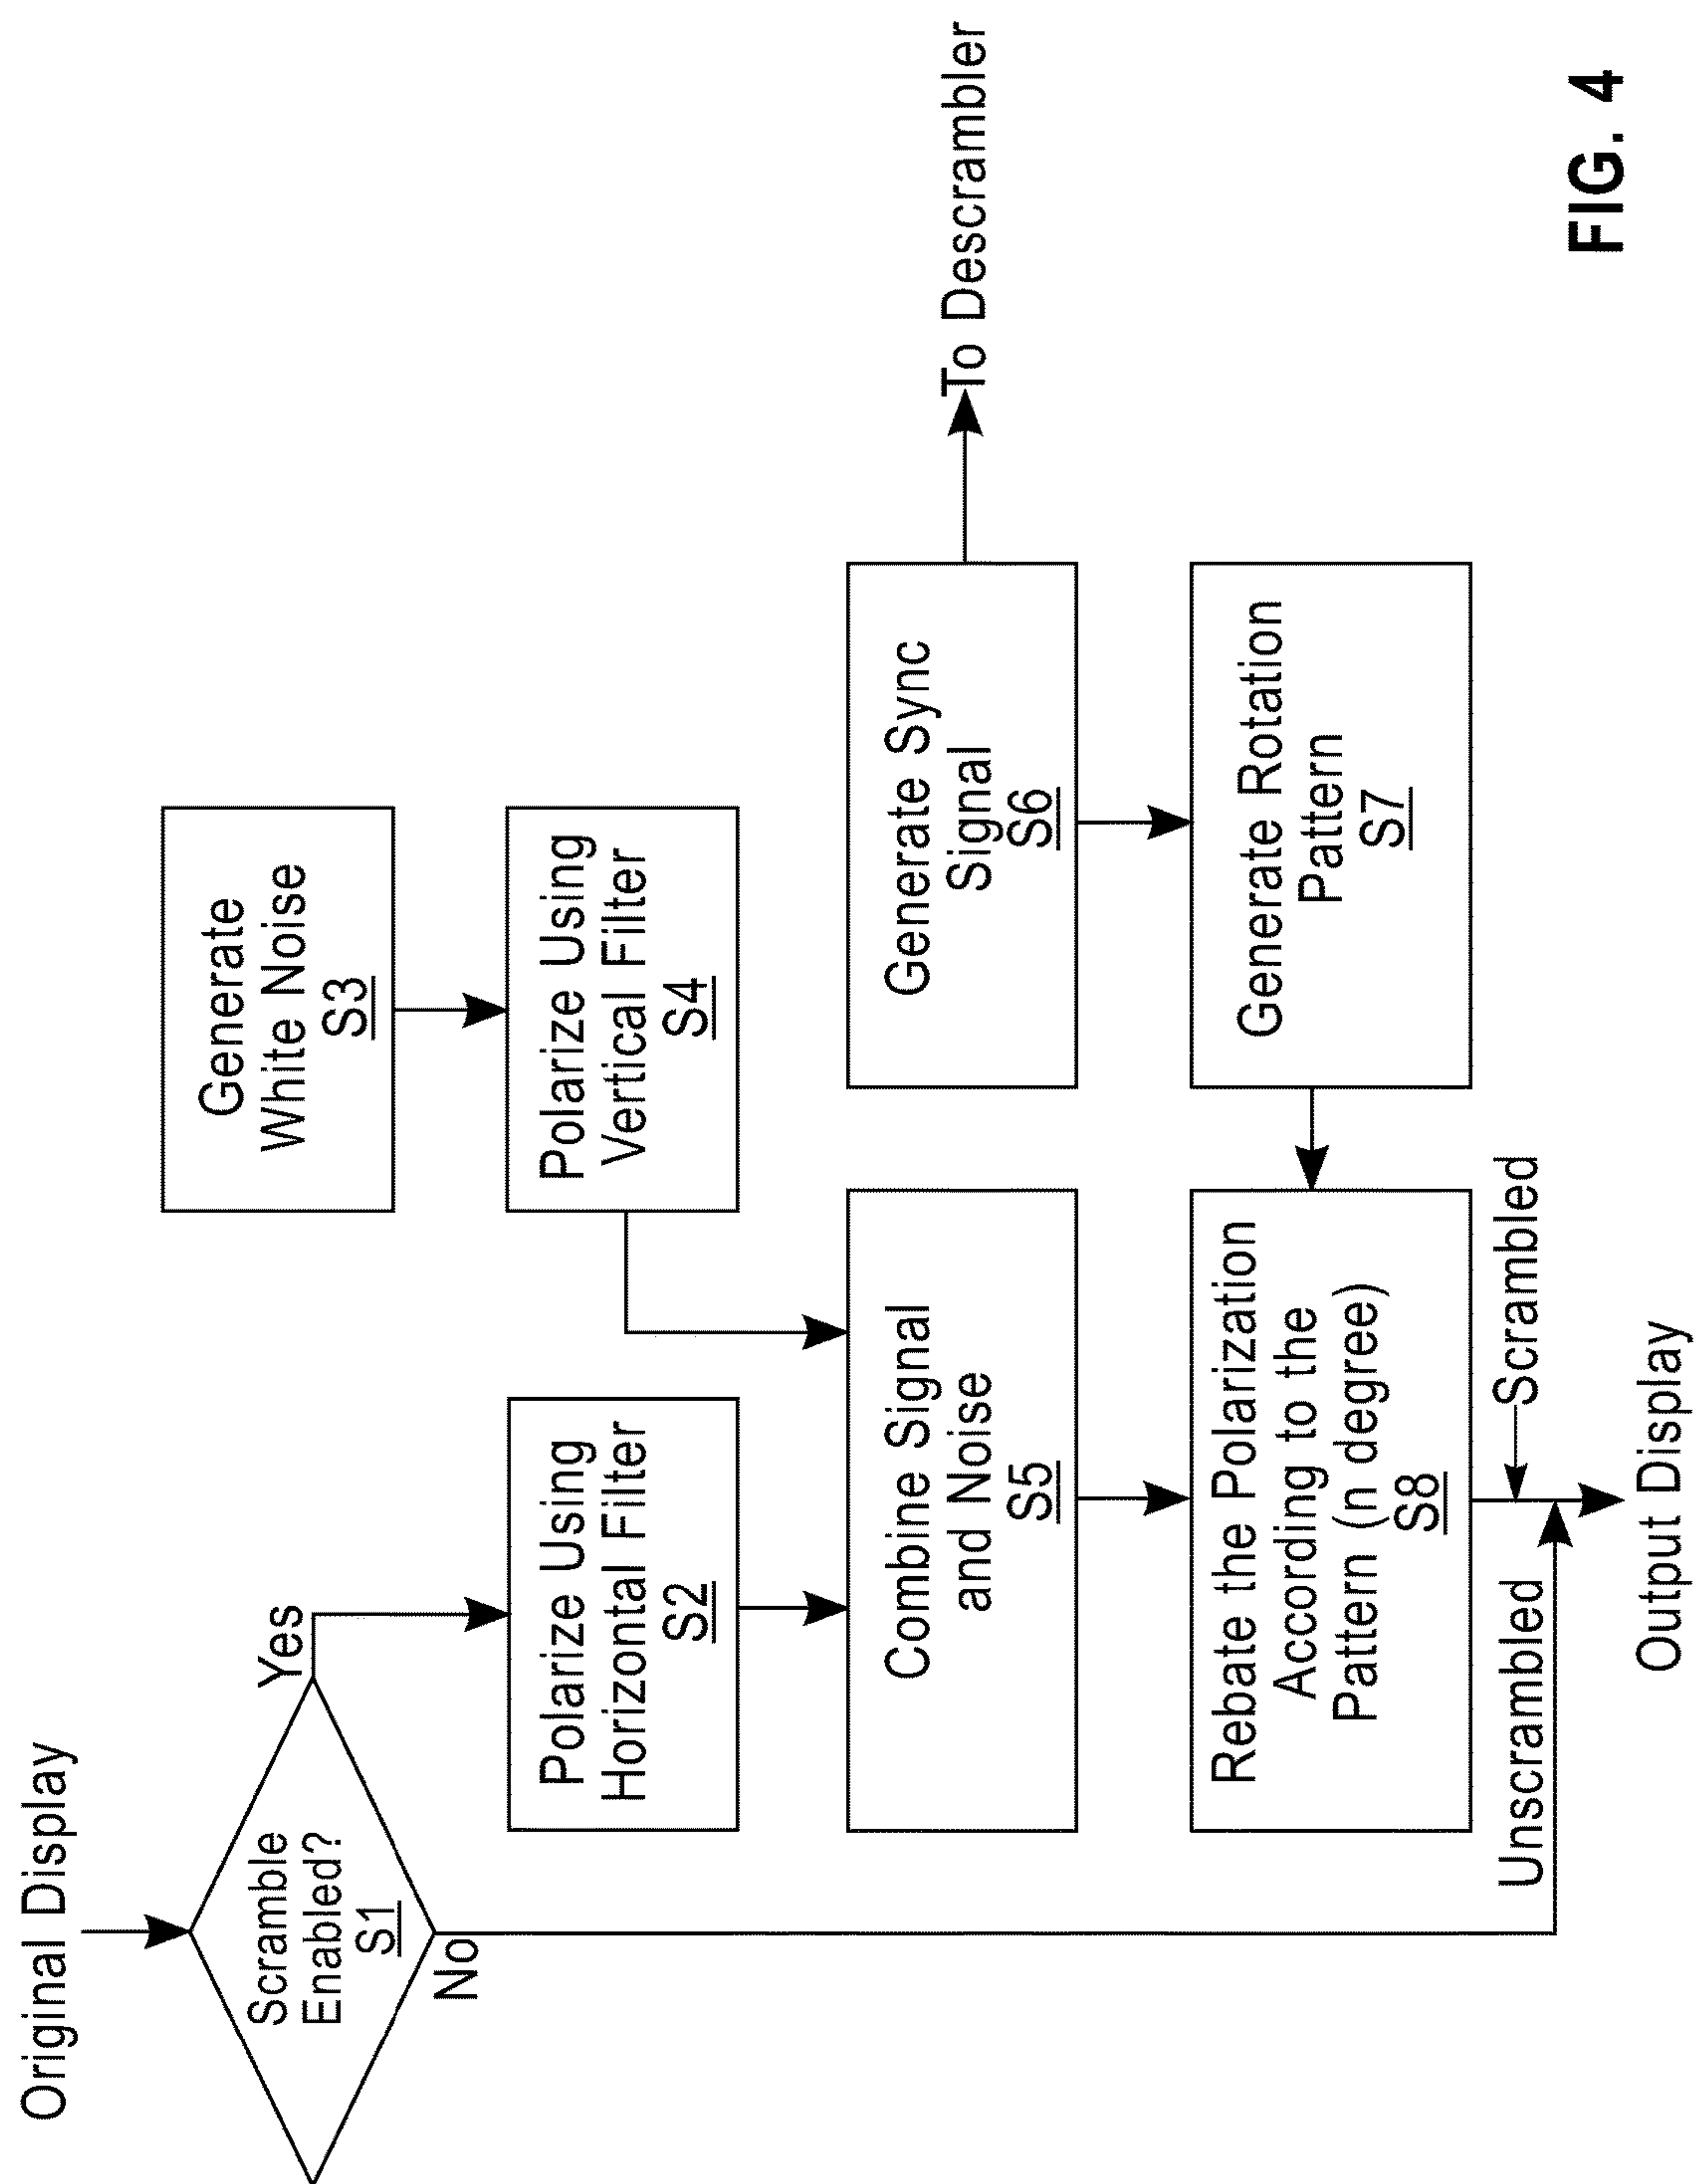 Original Display
Scramble
Enabled?
S1
Yes
No
Generate
White Noise
S3
Polarize Using
Horizontal Filter
S2
Polarize Using
Vertical Filter
S4
Combine Signal
and Noise
S5
Generate Sync
Signal
S6
To Descrambler
Rebate the Polarization
According to the
Pattern (n degree)
S8
Generate Rotation
Pattern
S7
Unscrambled
Scrambled
Output Display
FIG. 4